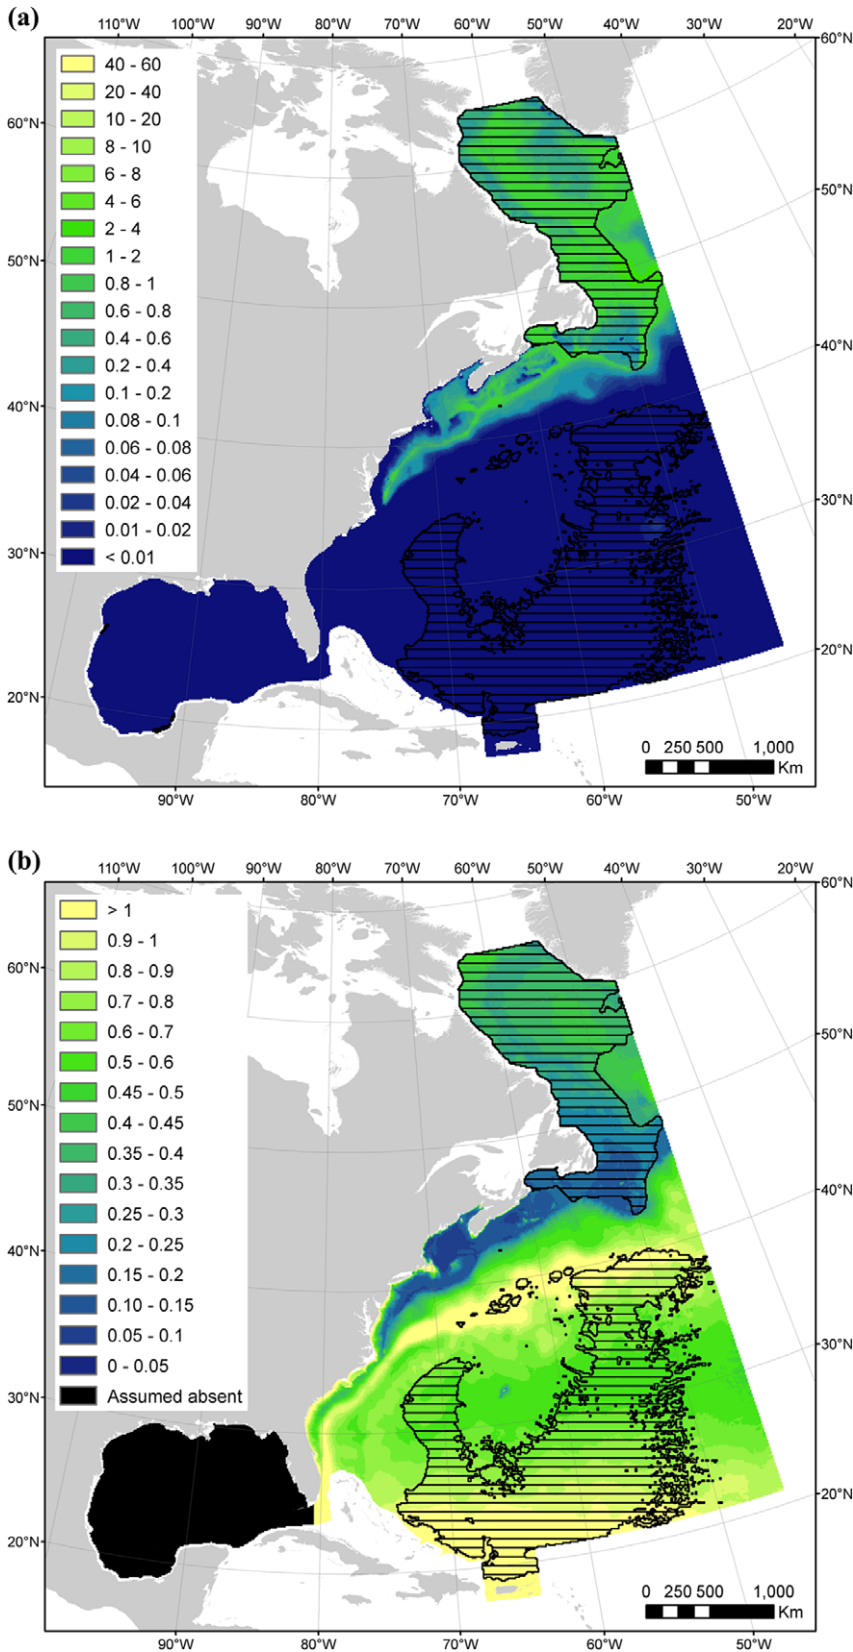 (a)
110°W 100°W 90°W 80°W 70°W 60°W 50°W 40°W 30°W 20°W
60°N
40 - 60
20 - 40
10 - 20
8 - 10
6 - 8
4 - 6
2 - 4
1 - 2
0.8 - 1
0.6 - 0.8
0.4 - 0.6
0.2 - 0.4
0.1 - 0.2
0.08 - 0.1
0.06 - 0.08
0.04 - 0.06
0.02 - 0.04
0.01 - 0.02
< 0.01
60°N
50°N
40°N
30°N
20°N
50°N
40°N
30°N
20°N
0 250 500 1,000
Km
90°W 80°W 70°W 60°W 50°W
(b)
110°W 100°W 90°W 80°W 70°W 60°W 50°W 40°W 30°W 20°W
60°N
> 1
0.9 - 1
0.8 - 0.9
0.7 - 0.8
0.6 - 0.7
0.5 - 0.6
0.45 - 0.5
0.4 - 0.45
0.35 - 0.4
0.3 - 0.35
0.25 - 0.3
0.2 - 0.25
0.15 - 0.2
0.10 - 0.15
0.05 - 0.1
0 - 0.05
Assumed absent
60°N
50°N
40°N
30°N
20°N
50°N
40°N
30°N
20°N
0 250 500 1,000
Km
90°W 80°W 70°W 60°W 50°W